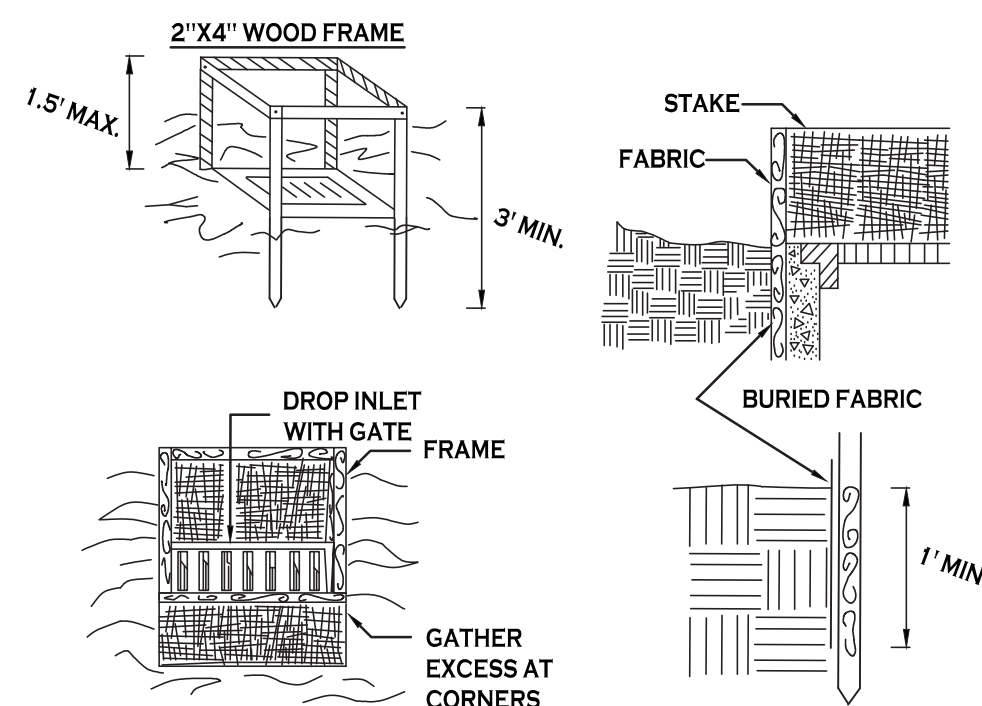 2"X4" WOOD FRAME
1.5' MAX.
3' MIN.
STAKE
FABRIC
BURIED FABRIC
DROP INLET
WITH GATE
FRAME
GATHER
EXCESS AT
CORNERS
1' MIN